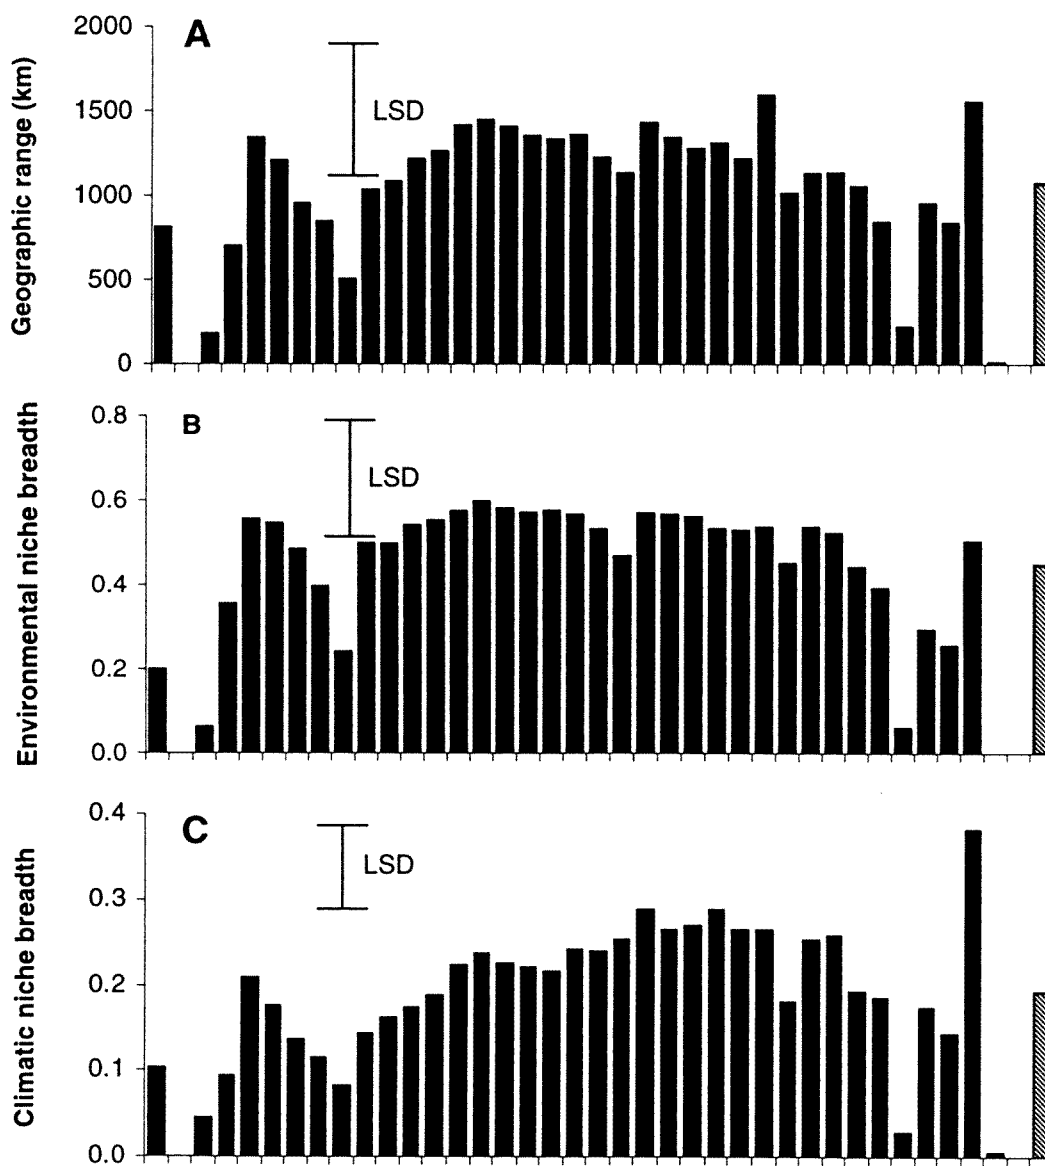 A
Geographic range (km)
2000
1500
1000
500
0
LSD
B
Environmental niche breadth
0.8
0.6
0.4
0.2
0.0
LSD
C
Climatic niche breadth
0.4
0.3
0.2
0.1
0.0
LSD